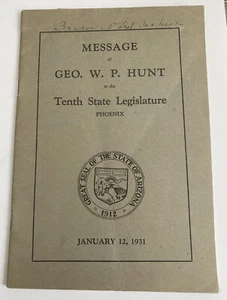 MESSAGE
of
GEO. W. P. HUNT
to the
Tenth State Legislature
PHOENIX
GREAT SEAL OF THE STATE OF ARIZONA
1912
JANUARY 12, 1931